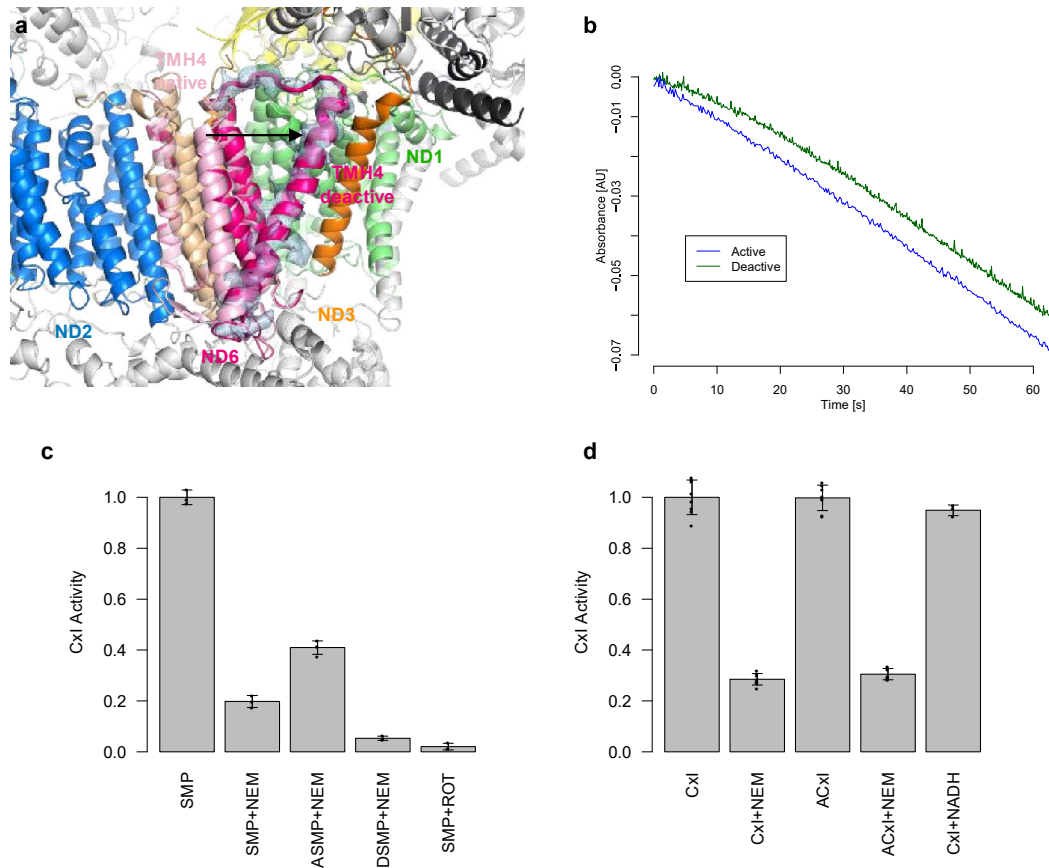 a
TMH4
native
ND1
TMH4
deactive
ND2
ND3
ND6
b
Absorbance [AU]
0.00
−0.01
−0.03
−0.05
−0.07
Active
Deactive
0
10
20
30
40
50
60
Time [s]
c
CxI Activity
1.0
0.8
0.6
0.4
0.2
0.0
SMP
SMP+NEM
ASMP+NEM
DSMP+NEM
SMP+ROT
d
CxI Activity
1.0
0.8
0.6
0.4
0.2
0.0
CxI
CxI+NEM
ACxI
ACxI+NEM
CxI+NADH